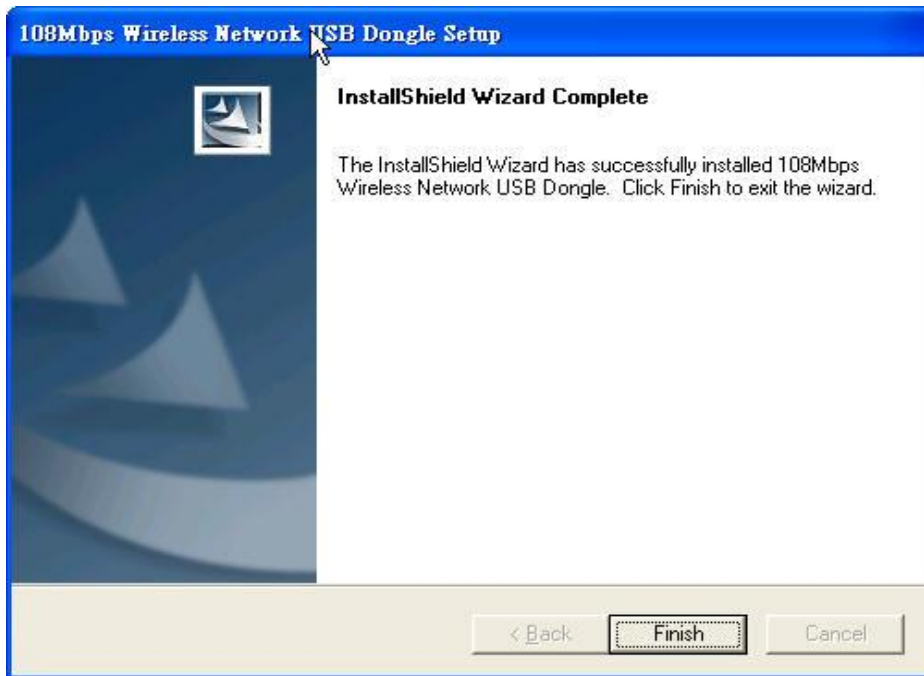 108Mbps Wireless Network USB Dongle Setup
InstallShield Wizard Complete
The InstallShield Wizard has successfully installed 108Mbps
Wireless Network USB Dongle. Click Finish to exit the wizard.
< Back Finish Cancel